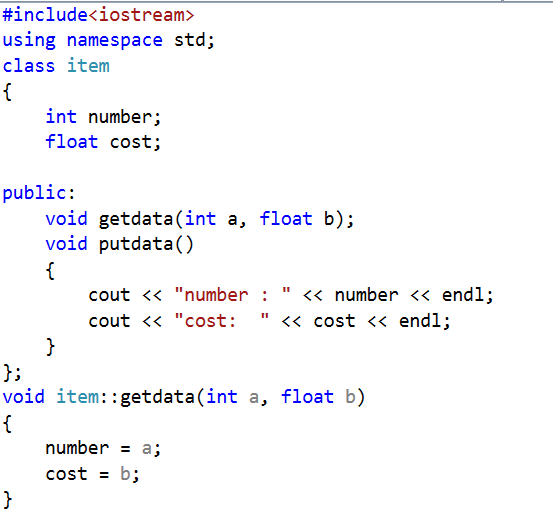 #include<iostream>
using namespace std;
class item
{
    int number;
    float cost;

public:
    void getdata(int a, float b);
    void putdata()
    {
        cout << "number : " << number << endl;
        cout << "cost:  " << cost << endl;
    }
};
void item::getdata(int a, float b)
{
    number = a;
    cost = b;
}